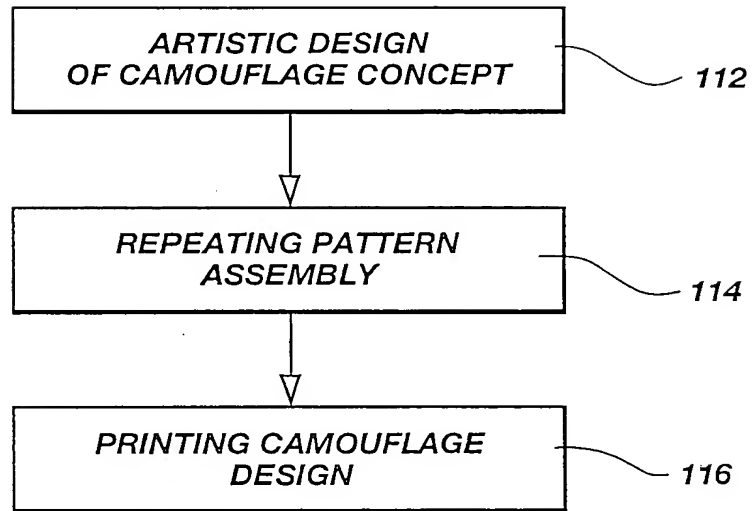 ARTISTIC DESIGN
OF CAMOUFLAGE CONCEPT
112
REPEATING PATTERN
ASSEMBLY
114
PRINTING CAMOUFLAGE
DESIGN
116